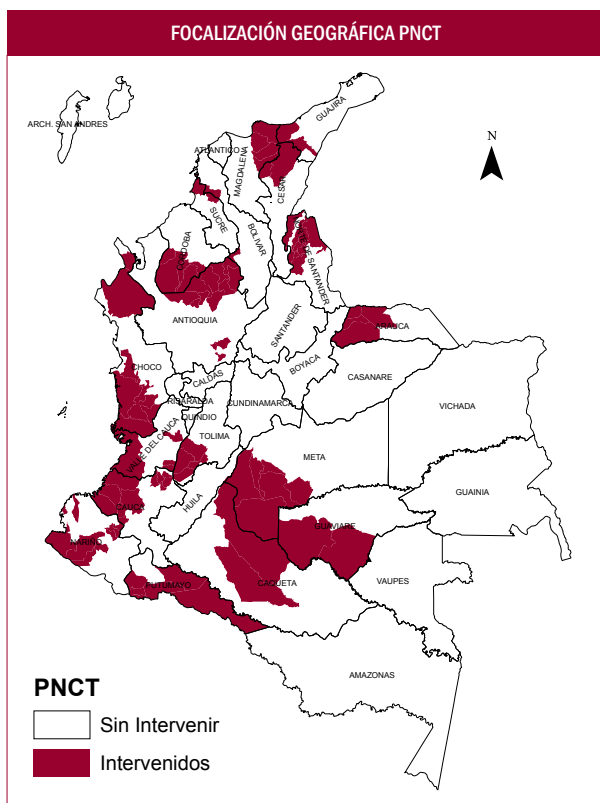 FOCALIZACIÓN GEOGRÁFICA PNCT
GUAJIRA
ARCH. SAN ANDRES
N
ATLANTICO
MAGDALENA
CESAR
SUCRE
BOLIVAR
CORDOBA
NORTE DE SANTANDER
ANTIOQUIA
SANTANDER
ARAUCA
CHOCO
BOYACA
CALDAS
CASANARE
RISARALDA
CUNDINAMARCA
VICHADA
QUINDIO
VALLE DEL CAUCA
TOLIMA
META
GUAINIA
CAUCA
HUILA
GUAVIARE
NARIÑO
PUTUMAYO
CAQUETA
VAUPES
AMAZONAS
PNCT
Sin Intervenir
Intervenidos